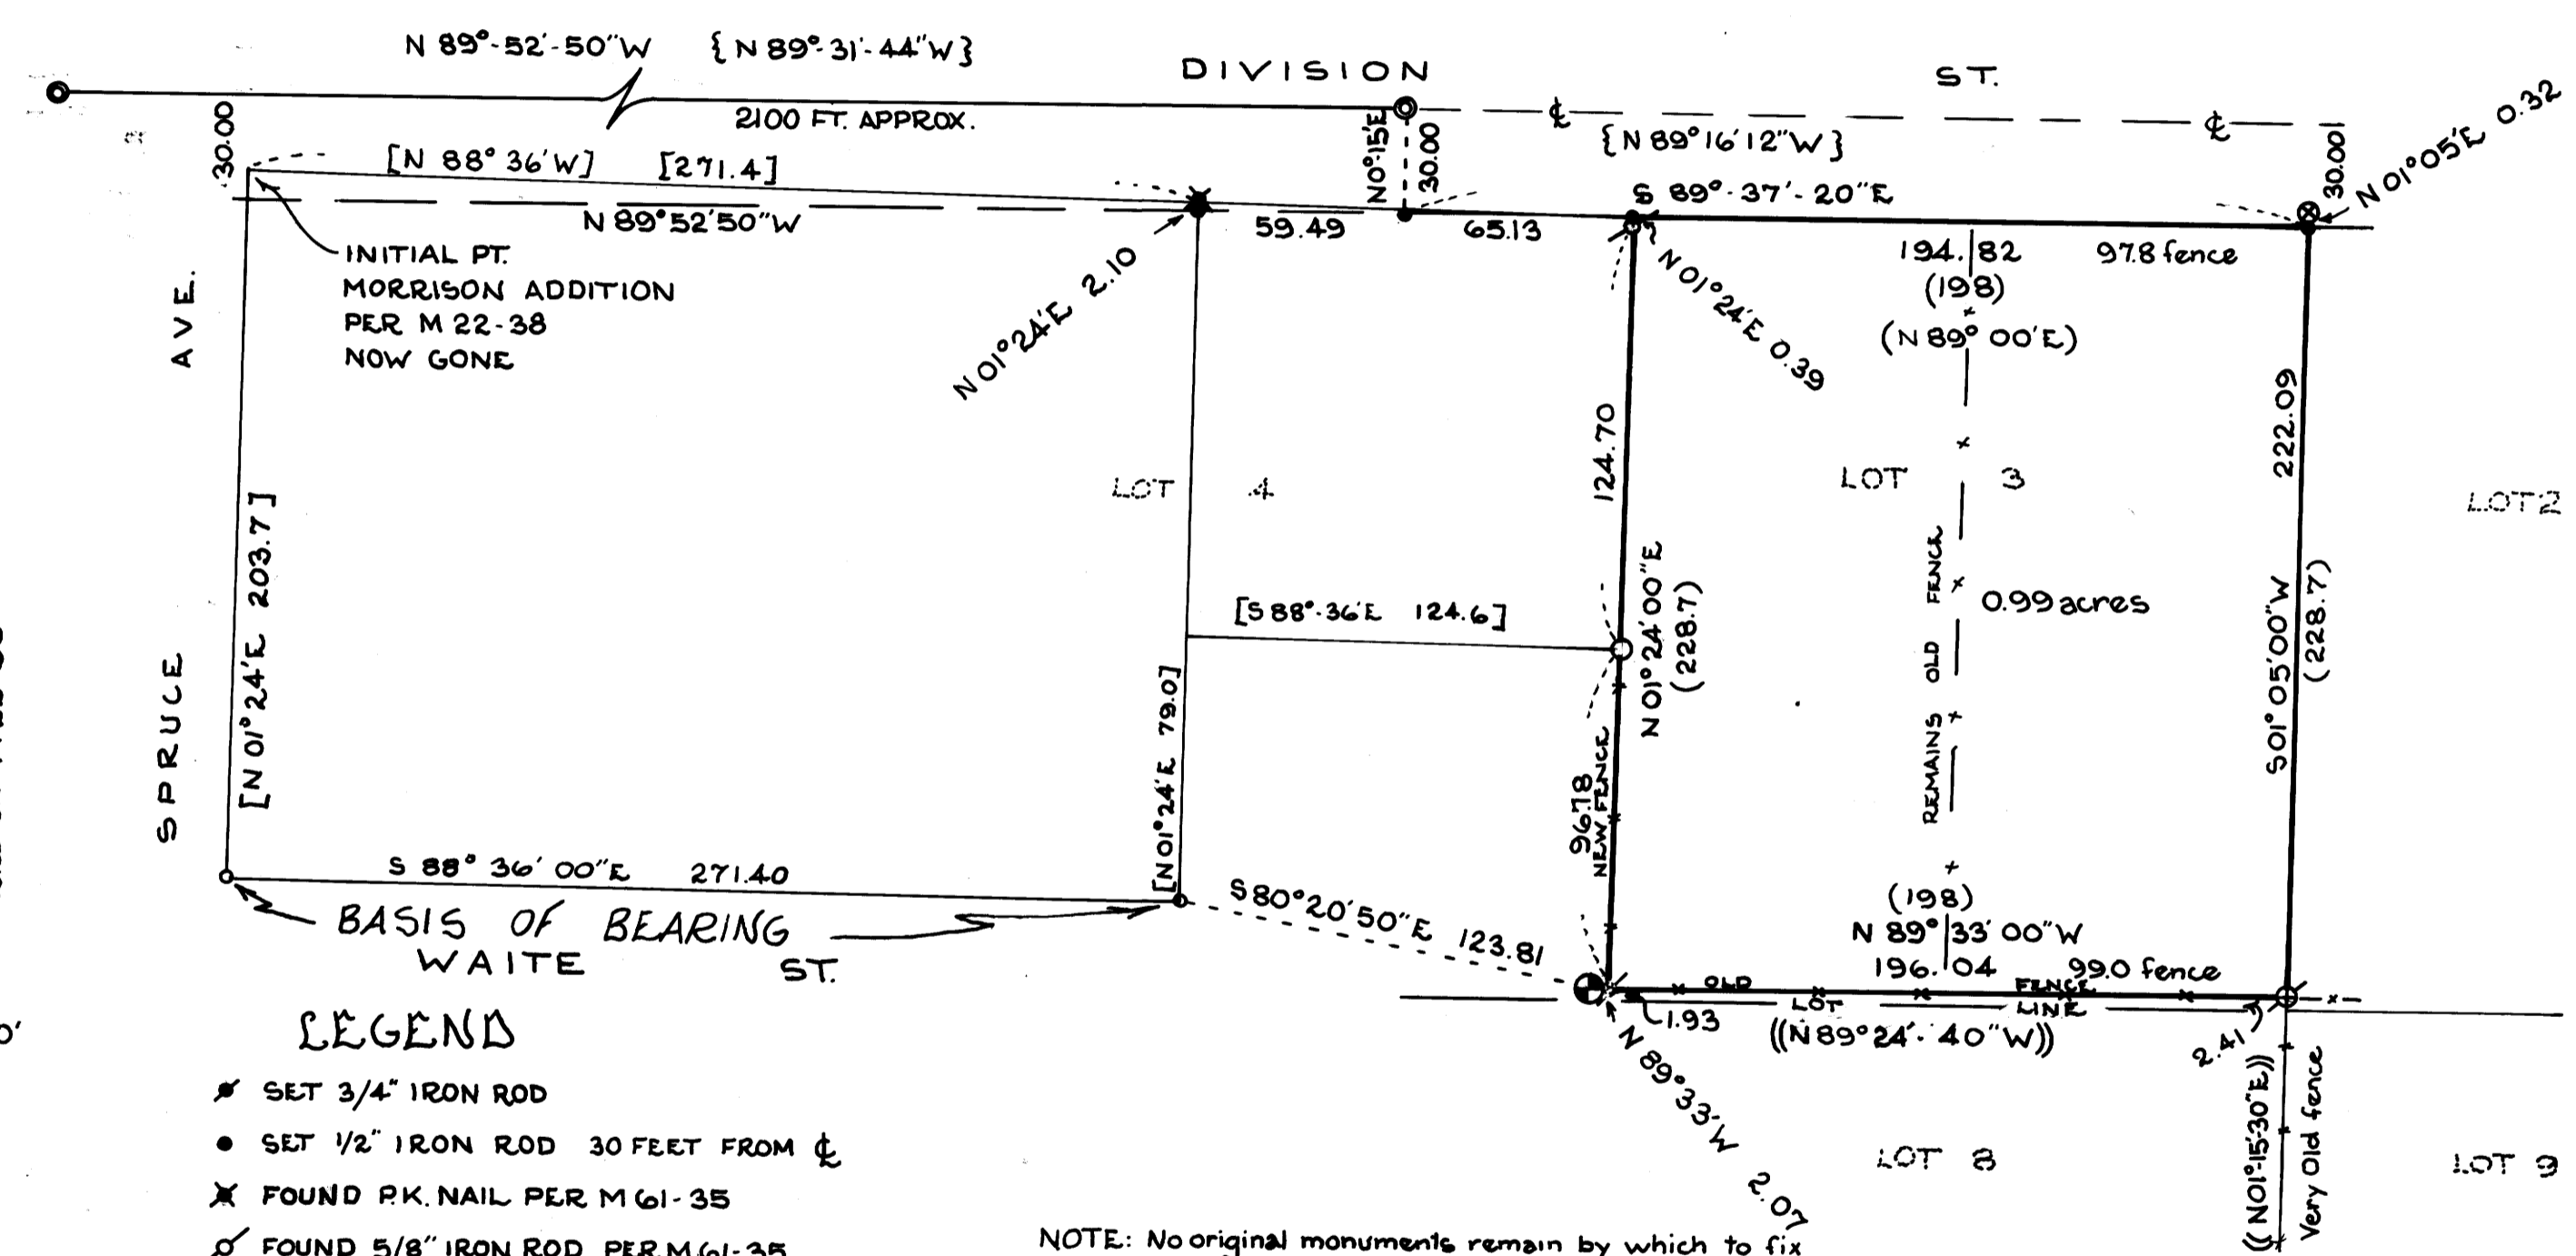 N 89°-52'-50"W {N 89°-31'-44"W}
DIVISION ST.
2100 FT. APPROX.
30.00
[N 88° 36'W] [271.4]
N 89°52'50"W
N0°-15'E
30.00
℄ ℄
{N 89°16'12"W}
30.00
N 01°05'E 0.32
S 89°-37'-20"E
59.49
65.13
INITIAL PT.
MORRISON ADDITION
PER M 22-38
NOW GONE
N 01°24'E 2.10
N 01°24'E 0.39
194.82
97.8 fence
(198)
(N 89° 00'E)
SPRUCE AVE.
[N 01°24'E 203.7]
LOT 4
124.70
LOT 3
222.09
LOT 2
REMAINS OLD FENCE
0.99 acres
[S 88°-36'E 124.6]
N 01°24'00"E
(228.7)
S 01°05'00"W
(228.7)
[N 01°24'E 79.0]
96.18
NEW FENCE
S 88° 36' 00"E 271.40
BASIS OF BEARING
WAITE ST.
S 80°20'50"E 123.81
(198)
N 89°33'00"W
196.04
99.0 fence
OLD FENCE
LOT LINE
1.93
((N 89°24'-40"W))
2.41
N 89°33'W 2.07
((N 01°-15'-30"E))
Very Old fence
LOT 8
LOT 9
LEGEND
SET 3/4" IRON ROD
SET 1/2" IRON ROD 30 FEET FROM ℄
FOUND P.K. NAIL PER M 61-35
FOUND 5/8" IRON ROD PER M 61-35
NOTE: No original monuments remain by which to fix